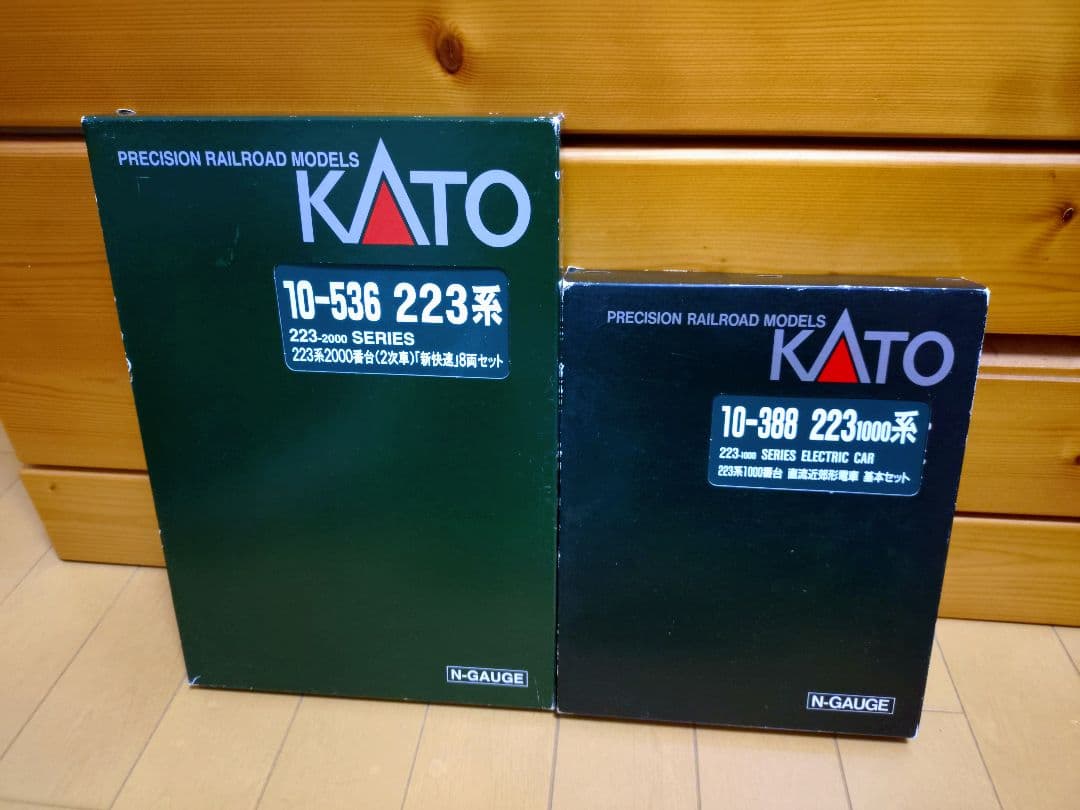 PRECISION RAILROAD MODELS
KATO
10-536 223系
223-2000 SERIES
223系2000番台〈2次車〉「新快速」8両セット
N-GAUGE
PRECISION RAILROAD MODELS
KATO
10-388 2231000系
223-1000 SERIES ELECTRIC CAR
223系1000番台 直流近郊形電車 基本セット
N-GAUGE